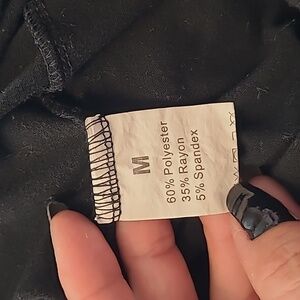 M
60% Polyester
35% Rayon
5% Spandex